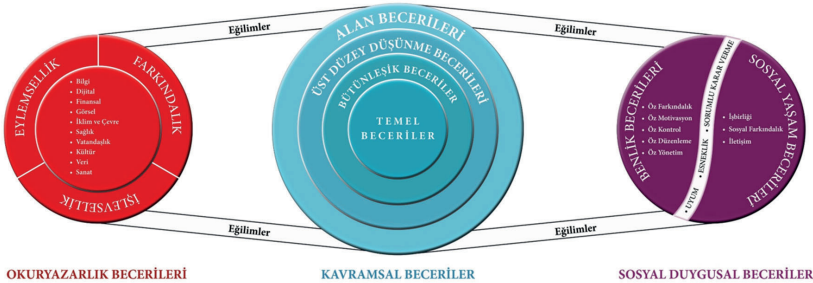 Eğilimler
Eğilimler
EYLEMSELLİK
FARKINDALIK
İŞLEVSELLİK
• Bilgi
• Dijital
• Finansal
• Görsel
• İklim ve Çevre
• Sağlık
• Vatandaşlık
• Kültür
• Veri
• Sanat
ALAN BECERİLERİ
ÜST DÜZEY DÜŞÜNME BECERİLERİ
BÜTÜNLEŞİK BECERİLER
TEMEL
BECERİLER
BENLİK BECERİLERİ
• Öz Farkındalık
• Öz Motivasyon
• Öz Kontrol
• Öz Düzenleme
• Öz Yönetim
• UYUM • ESNEKLİK • SORUMLU KARAR VERME
• İşbirliği
• Sosyal Farkındalık
• İletişim
SOSYAL YAŞAM BECERİLERİ
Eğilimler
Eğilimler
OKURYAZARLIK BECERİLERİ
KAVRAMSAL BECERİLER
SOSYAL DUYGUSAL BECERİLER